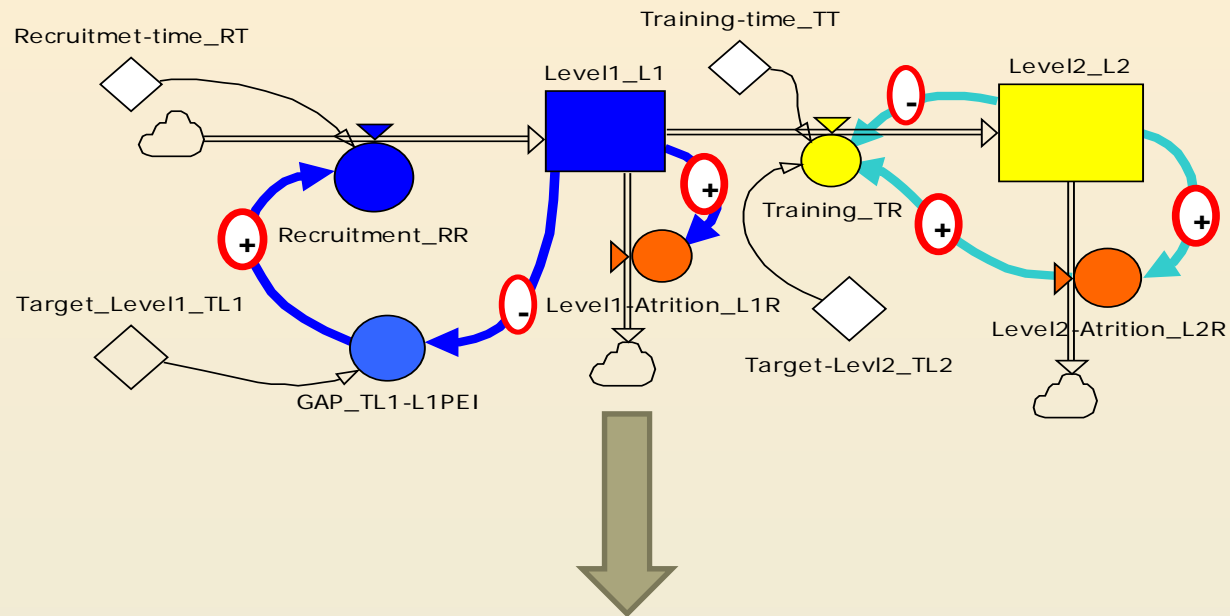 Training-time_TT
Recruitmet-time_RT
Level1_L1
Level2_L2
-
+
+
+
Training_TR
+
Recruitment_RR
+
Target_Level1_TL1
-
Level1-Atrition_L1R
Level2-Atrition_L2R
Target-Levl2_TL2
GAP_TL1-L1PEI